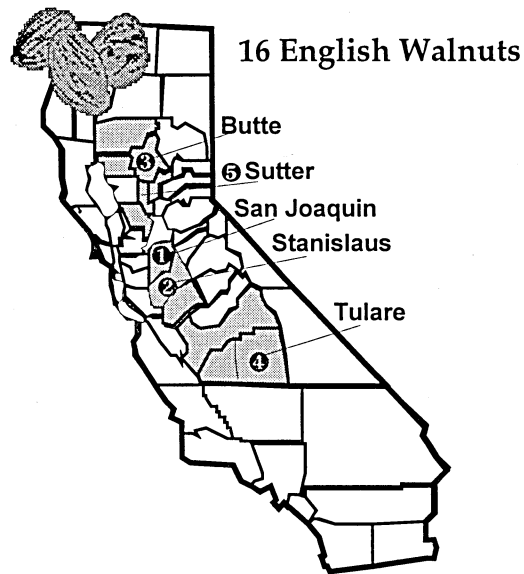 16 English Walnuts
Butte
3
5 Sutter
San Joaquin
1
Stanislaus
2
Tulare
4